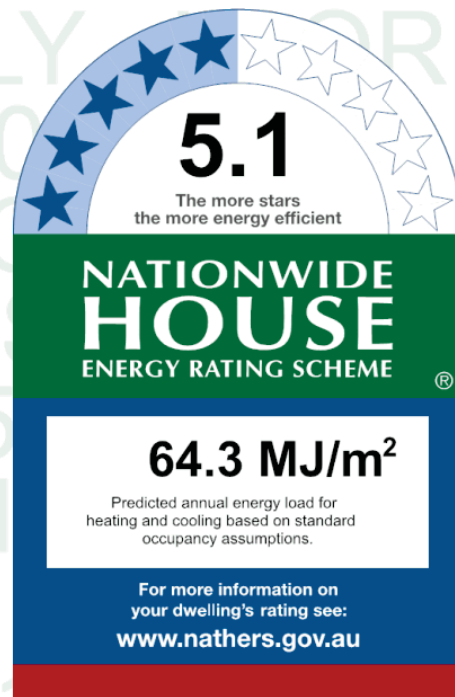 5.1
The more stars
the more energy efficient
NATIONWIDE
HOUSE
ENERGY RATING SCHEME
®
64.3 MJ/m²
Predicted annual energy load for
heating and cooling based on standard
occupancy assumptions.
For more information on
your dwelling's rating see:
www.nathers.gov.au